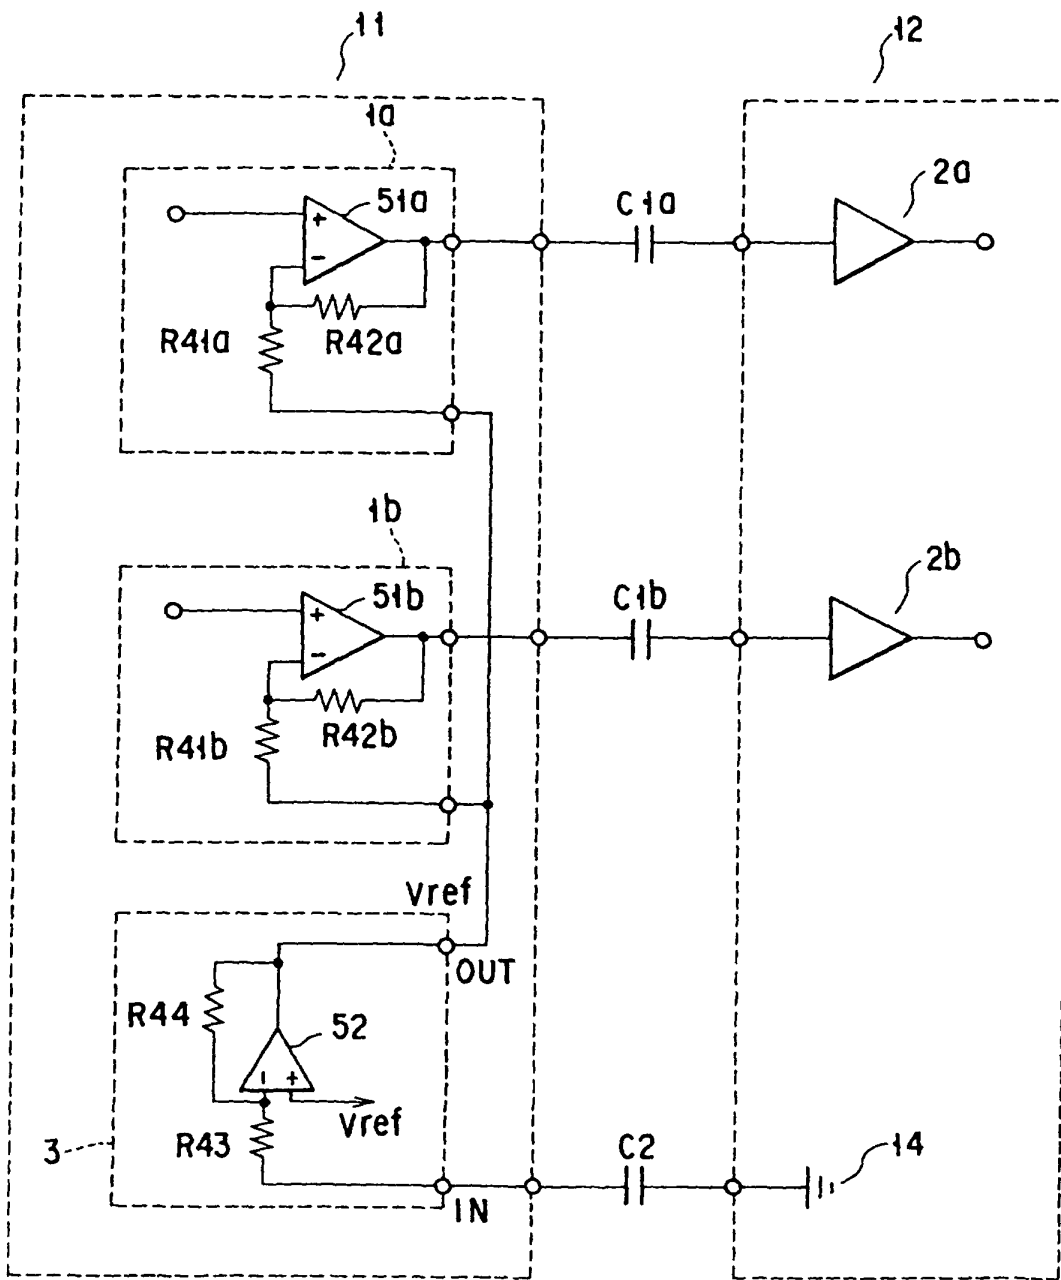 11
12
1a
51a
C1a
2a
+
−
R41a
R42a
1b
51b
C1b
2b
+
−
R41b
R42b
Vref
OUT
R44
52
− +
Vref
R43
3
C2
14
IN